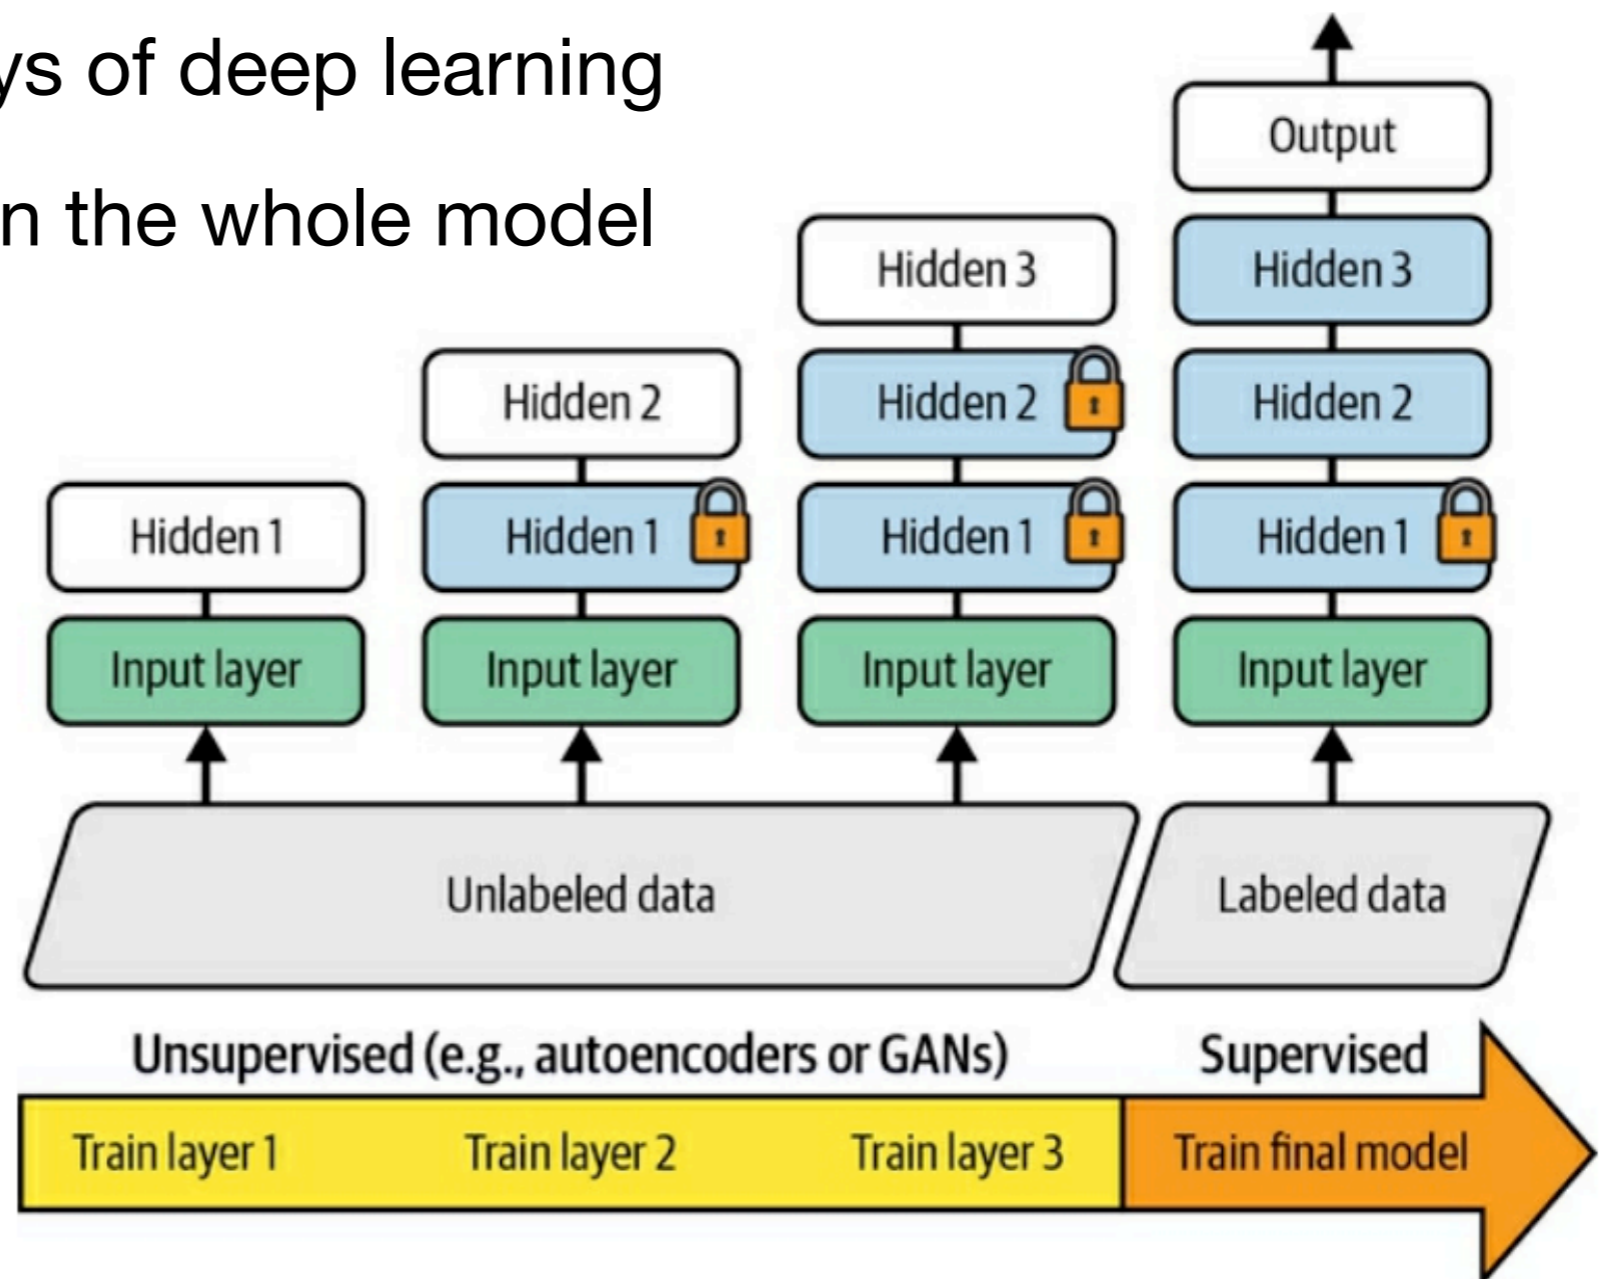 of deep learning
the whole model
Output
Hidden 3
Hidden 3
Hidden 2
Hidden 2
Hidden 2
Hidden 1
Hidden 1
Hidden 1
Hidden 1
Input layer
Input layer
Input layer
Input layer
Unlabeled data
Labeled data
Unsupervised (e.g., autoencoders or GANs)
Supervised
Train layer 1
Train layer 2
Train layer 3
Train final model